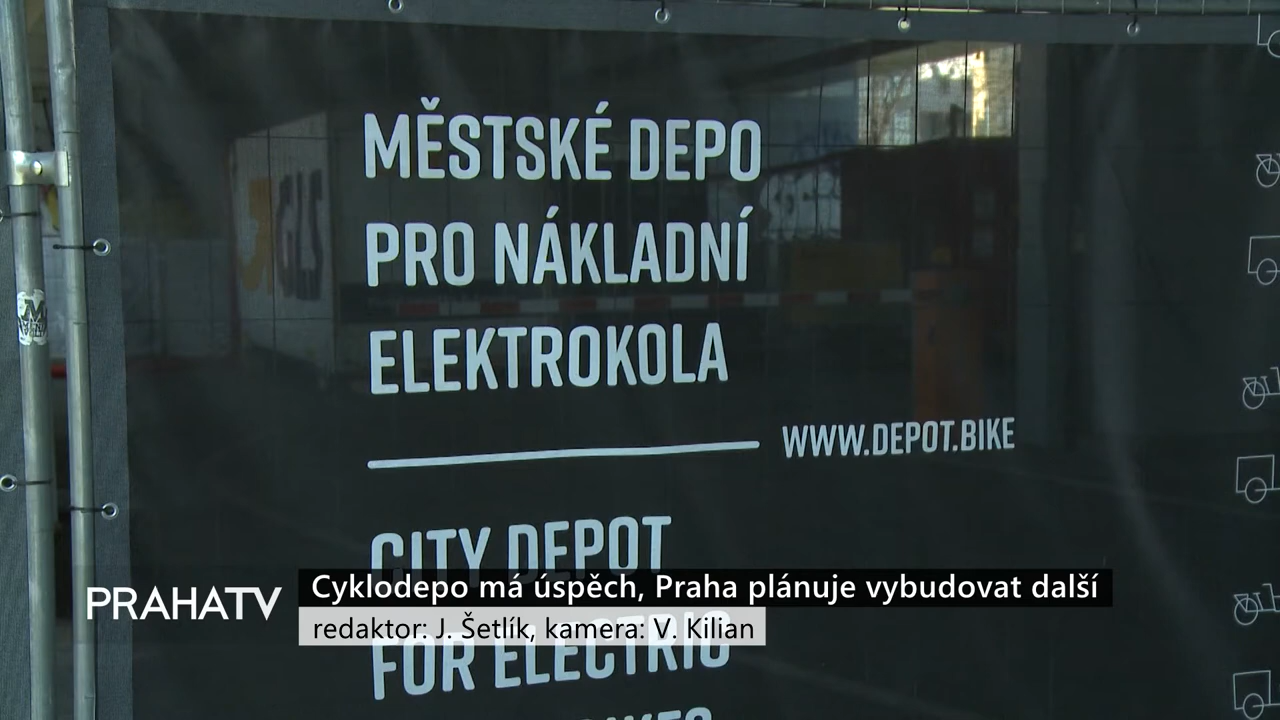 MĚSTSKÉ DEPO
PRO NÁKLADNÍ
ELEKTROKOLA
WWW.DEPOT.BIKE
CITY DEPOT
FOR ELECTRIC
PRAHATV
Cyklodepo má úspěch, Praha plánuje vybudovat další
redaktor: J. Šetlík, kamera: V. Kilian
GLS